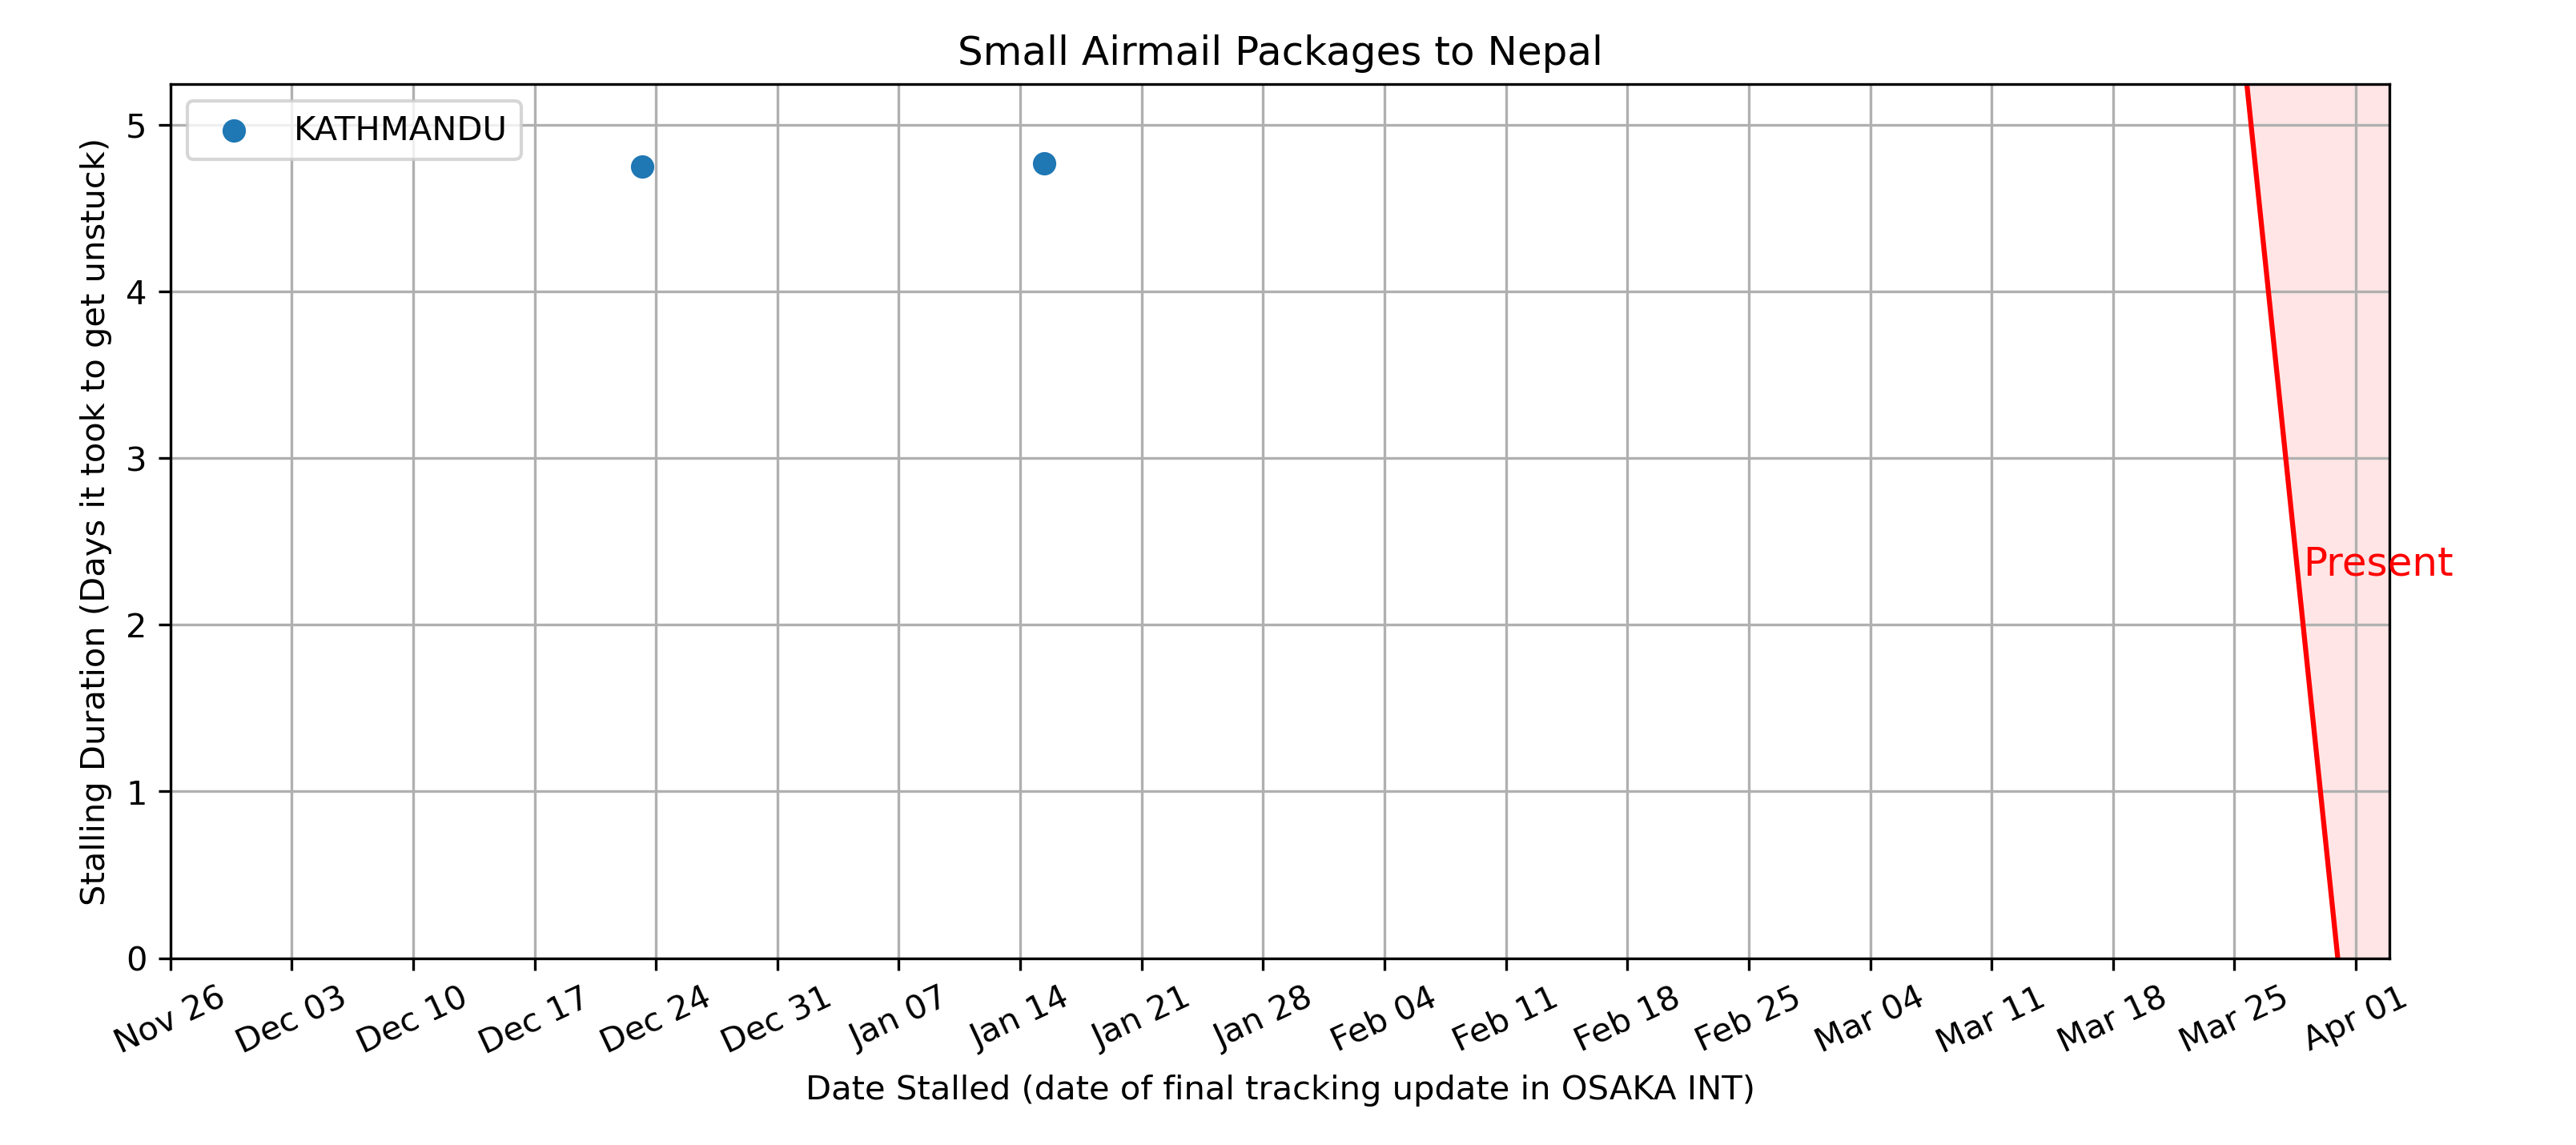 Small Airmail Packages to Nepal
KATHMANDU
5
4
3
2
1
0
Stalling Duration (Days it took to get unstuck)
Present
Nov 26
Dec 03
Dec 10
Dec 17
Dec 24
Dec 31
Jan 07
Jan 14
Jan 21
Jan 28
Feb 04
Feb 11
Feb 18
Feb 25
Mar 04
Mar 11
Mar 18
Mar 25
Apr 01
Date Stalled (date of final tracking update in OSAKA INT)